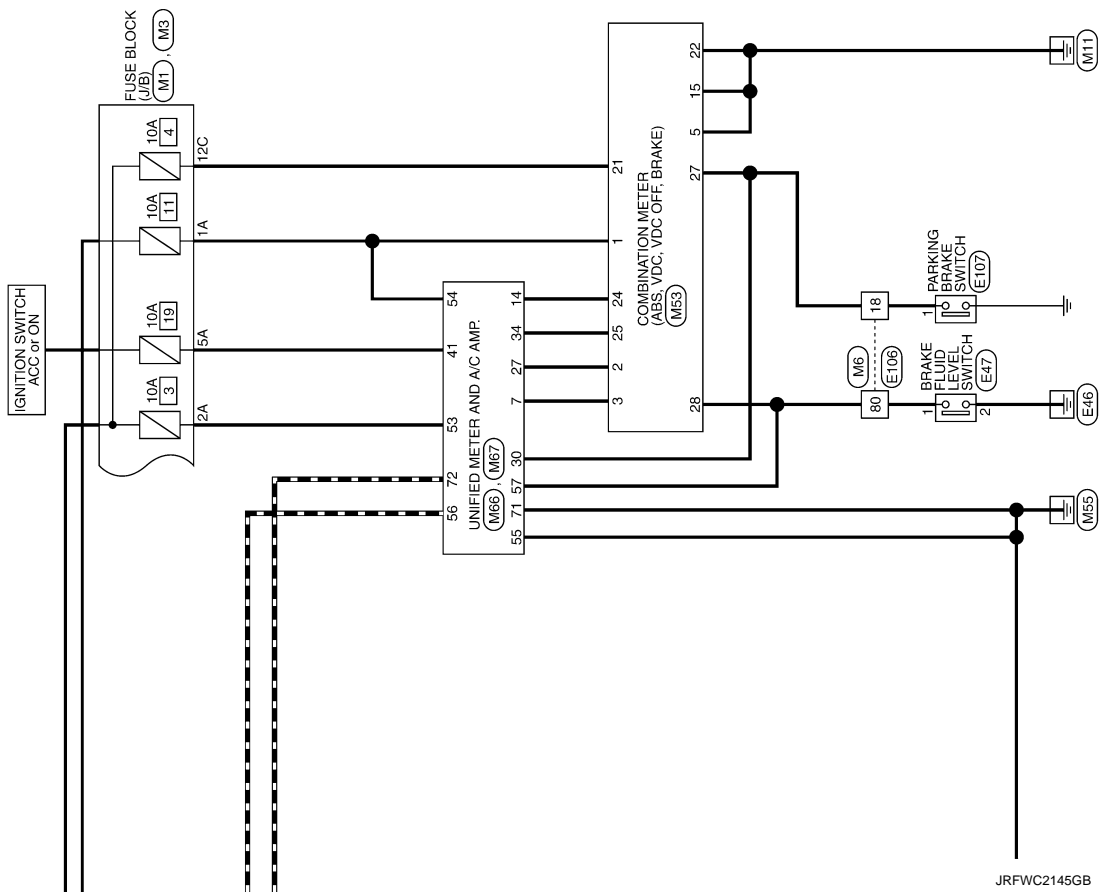 IGNITION SWITCH
ACC or ON
FUSE BLOCK
(J/B)
M1 , M3
10A
3
2A
10A
19
5A
10A
11
1A
10A
4
12C
56
72
53
41
54
UNIFIED METER AND A/C AMP.
M66 , M67
55
71
57
30
7
27
34
14
3
2
25
24
1
21
COMBINATION METER
(ABS, VDC, VDC OFF, BRAKE)
M53
28
27
5
15
22
80
18
M6
E106
1
BRAKE
FLUID
LEVEL
SWITCH
E47
2
1
PARKING
BRAKE
SWITCH
E107
M55
E46
M11
JRFWC2145GB